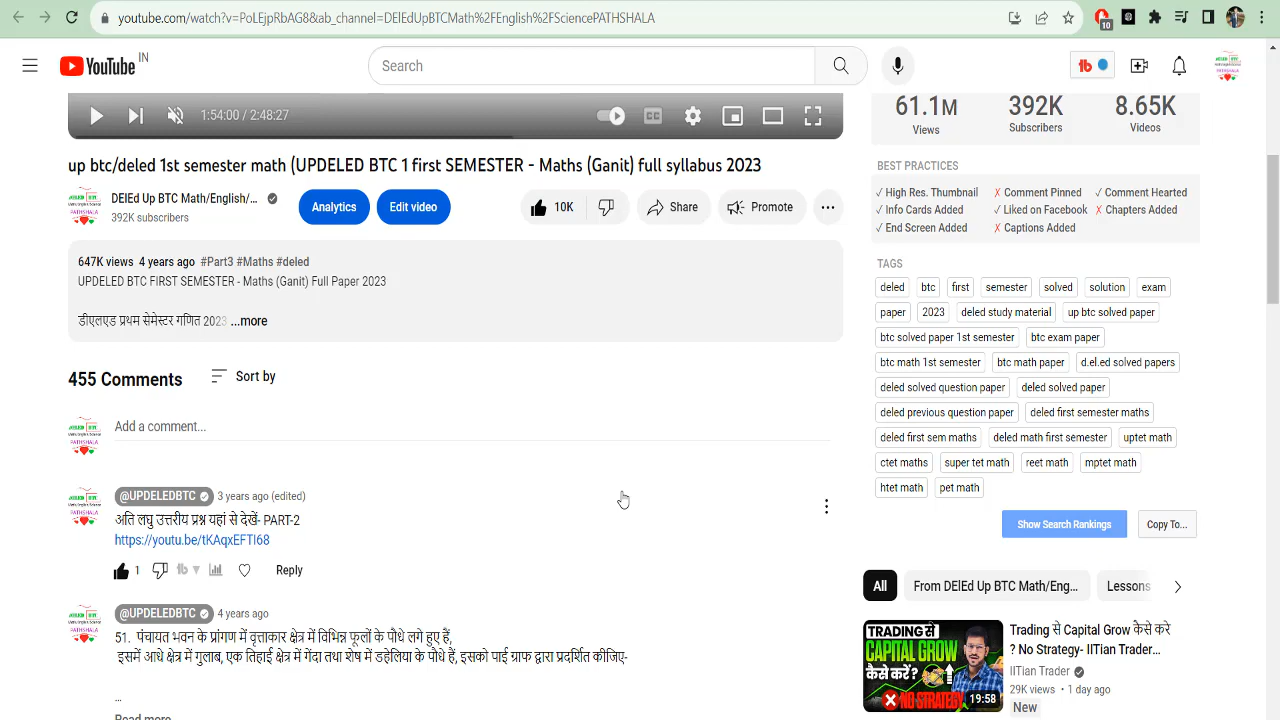 youtube.com/watch?v=PoLEjpRbAG8&ab_channel=DElEdUpBTCMath%2FEnglish%2FSciencePATHSHALA
10
YouTube IN
Search
1:54:00 / 2:48:27
CC
up btc/deled 1st semester math (UPDELED BTC 1 first SEMESTER - Maths (Ganit) full syllabus 2023
DElEd Up BTC Math/English/...
392K subscribers
Analytics
Edit video
10K
Share
Promote
647K views 4 years ago #Part3 #Maths #deled
UPDELED BTC FIRST SEMESTER - Maths (Ganit) Full Paper 2023
डीएलएड प्रथम सेमेस्टर गणित 2023 ...more
455 Comments
Sort by
Add a comment...
@UPDELEDBTC 3 years ago (edited)
अति लघु उत्तरीय प्रश्न यहां से देखें- PART-2
https://youtu.be/tKAqxEFTI68
1
tb
Reply
@UPDELEDBTC 4 years ago
51. पंचायत भवन के प्रांगण में वृत्ताकार क्षेत्र में विभिन्न फूलों के पौधे लगे हुए हैं,
इसमें आधे क्षेत्र में गुलाब, एक तिहाई क्षेत्र में गेंदा तथा शेष में डहेलिया के पौधे हैं, इसको पाई ग्राफ द्वारा प्रदर्शित कीजिए-
...
Read more
tb
61.1M 392K 8.65K
Views Subscribers Videos
BEST PRACTICES
✓ High Res. Thumbnail ✗ Comment Pinned ✓ Comment Hearted
✓ Info Cards Added ✗ Liked on Facebook ✗ Chapters Added
✓ End Screen Added ✗ Captions Added
TAGS
deled btc first semester solved solution exam
paper 2023 deled study material up btc solved paper
btc solved paper 1st semester btc exam paper
btc math 1st semester btc math paper d.el.ed solved papers
deled solved question paper deled solved paper
deled previous question paper deled first semester maths
deled first sem maths deled math first semester uptet math
ctet maths super tet math reet math mptet math
htet math pet math
Show Search Rankings
Copy To...
All
From DElEd Up BTC Math/Eng...
Lessons
TRADING से
CAPITAL GROW
कैसे करें ?
NO STRATEGY
19:58
Trading से Capital Grow कैसे करे
? No Strategy- IITian Trader...
IITian Trader
29K views • 1 day ago
New